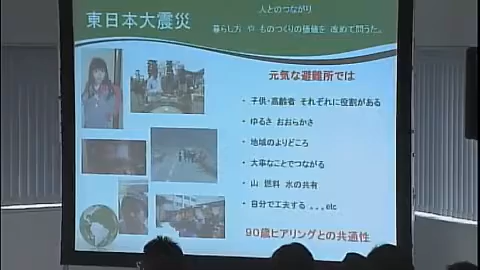 東日本大震災
人とのつながり
暮らし方 や ものづくりの価値を 改めて問うた。
元気な避難所では
・ 子供・高齢者 それぞれに役割がある
・ ゆるさ おおらかさ
・ 地域のよりどころ
・ 大事なことでつながる
・ 山 燃料 水の共有
・ 自分で工夫する 。。。etc
90歳ヒアリングとの共通性